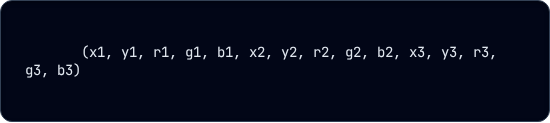 (x1, y1, r1, g1, b1, x2, y2, r2, g2, b2, x3, y3, r3,
g3, b3)